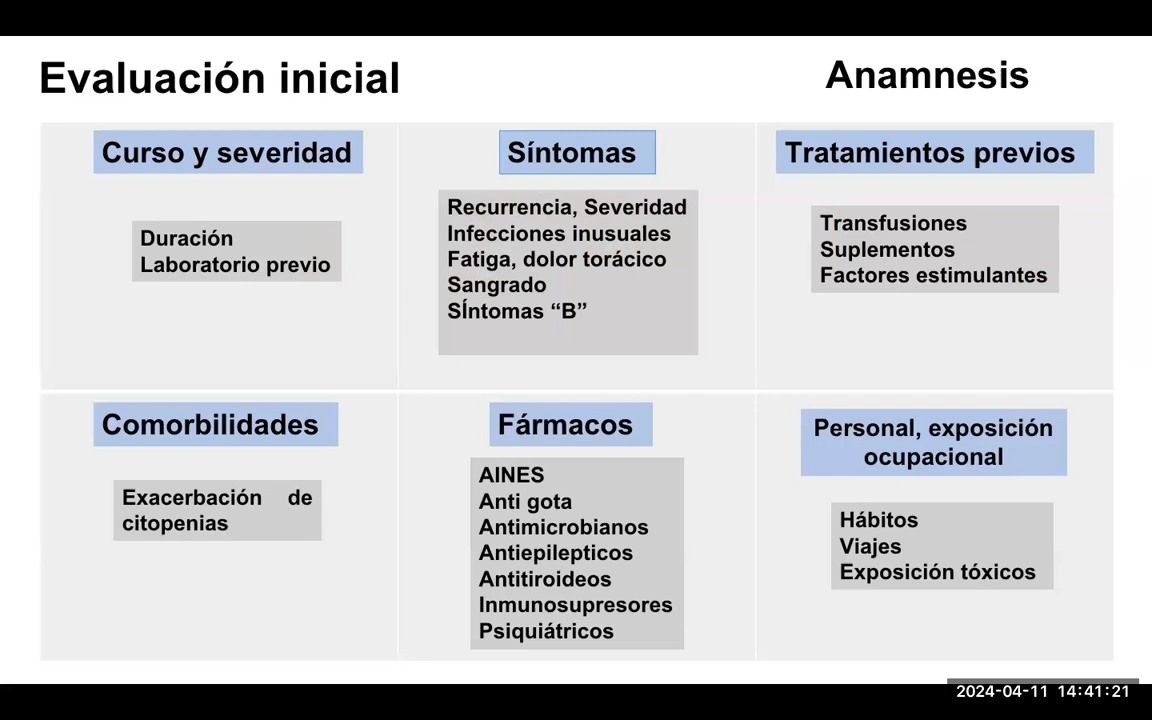 Evaluación inicial
Anamnesis
Curso y severidad
Duración
Laboratorio previo
Síntomas
Recurrencia, Severidad
Infecciones inusuales
Fatiga, dolor torácico
Sangrado
SÍntomas “B”
Tratamientos previos
Transfusiones
Suplementos
Factores estimulantes
Comorbilidades
Exacerbación de
citopenias
Fármacos
AINES
Anti gota
Antimicrobianos
Antiepilepticos
Antitiroideos
Inmunosupresores
Psiquiátricos
Personal, exposición
ocupacional
Hábitos
Viajes
Exposición tóxicos
2024-04-11 14:41:21